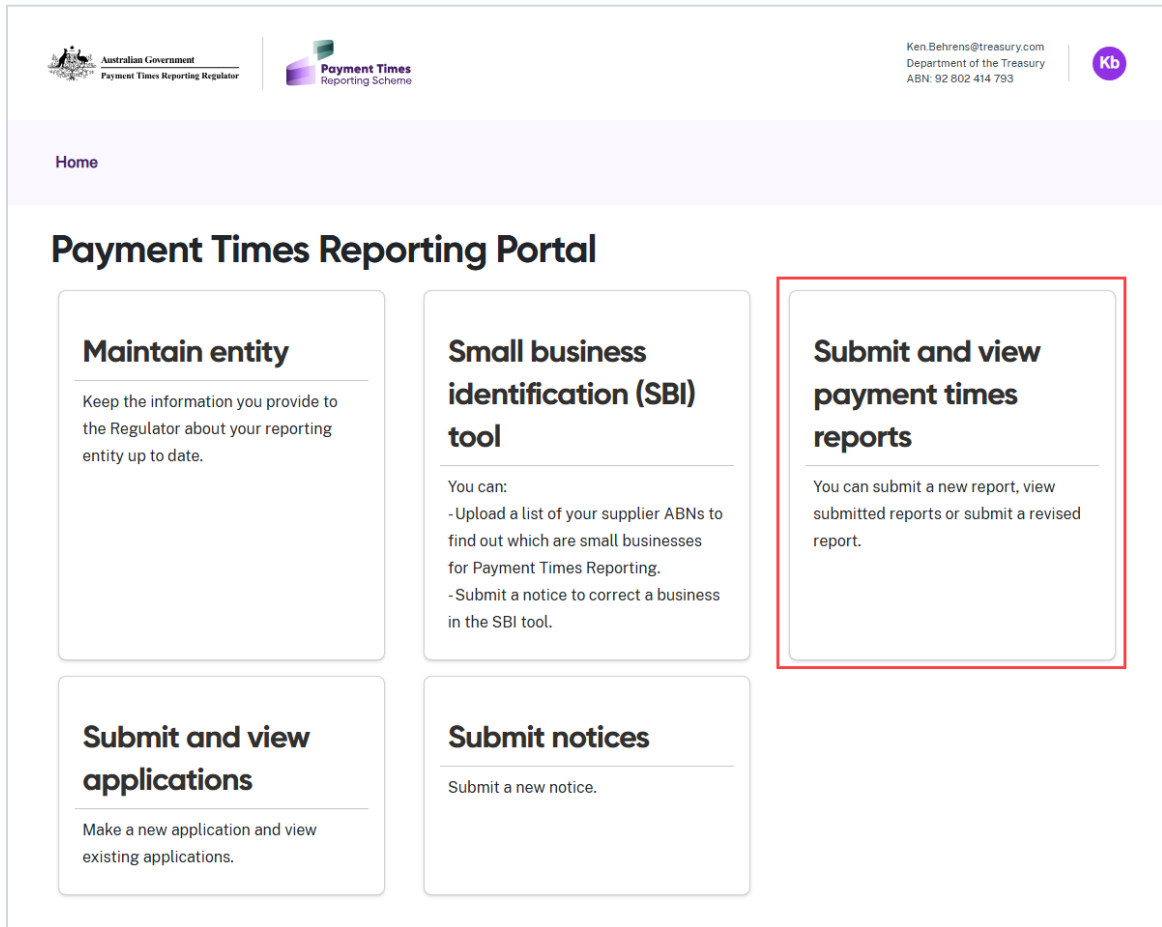 Australian Government
Payment Times Reporting Regulator
Payment Times
Reporting Scheme
Ken.Behrens@treasury.com
Department of the Treasury
ABN: 92 802 414 793
Kb
Home
Payment Times Reporting Portal
Maintain entity
Keep the information you provide to
the Regulator about your reporting
entity up to date.
Small business
identification (SBI)
tool
You can:
-Upload a list of your supplier ABNs to
find out which are small businesses
for Payment Times Reporting.
-Submit a notice to correct a business
in the SBI tool.
Submit and view
payment times
reports
You can submit a new report, view
submitted reports or submit a revised
report.
Submit and view
applications
Make a new application and view
existing applications.
Submit notices
Submit a new notice.